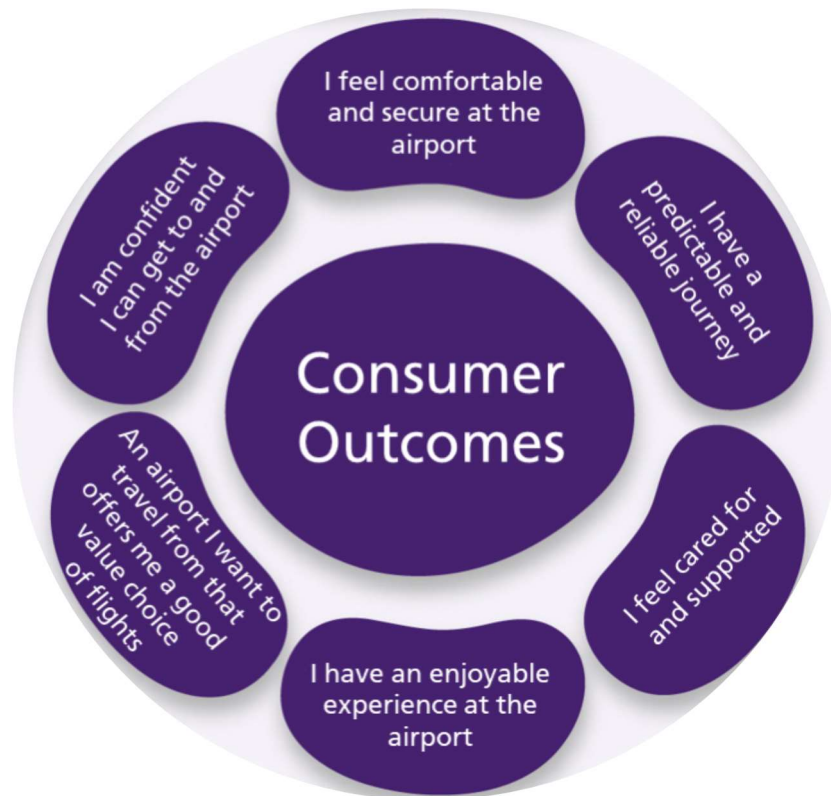 Consumer
Outcomes
I feel comfortable
and secure at the
airport
I have a
predictable and
reliable journey
I feel cared for
and supported
I have an enjoyable
experience at the
airport
An airport I want to
travel from that
offers me a good
value choice
of flights
I am confident
I can get to and
from the airport